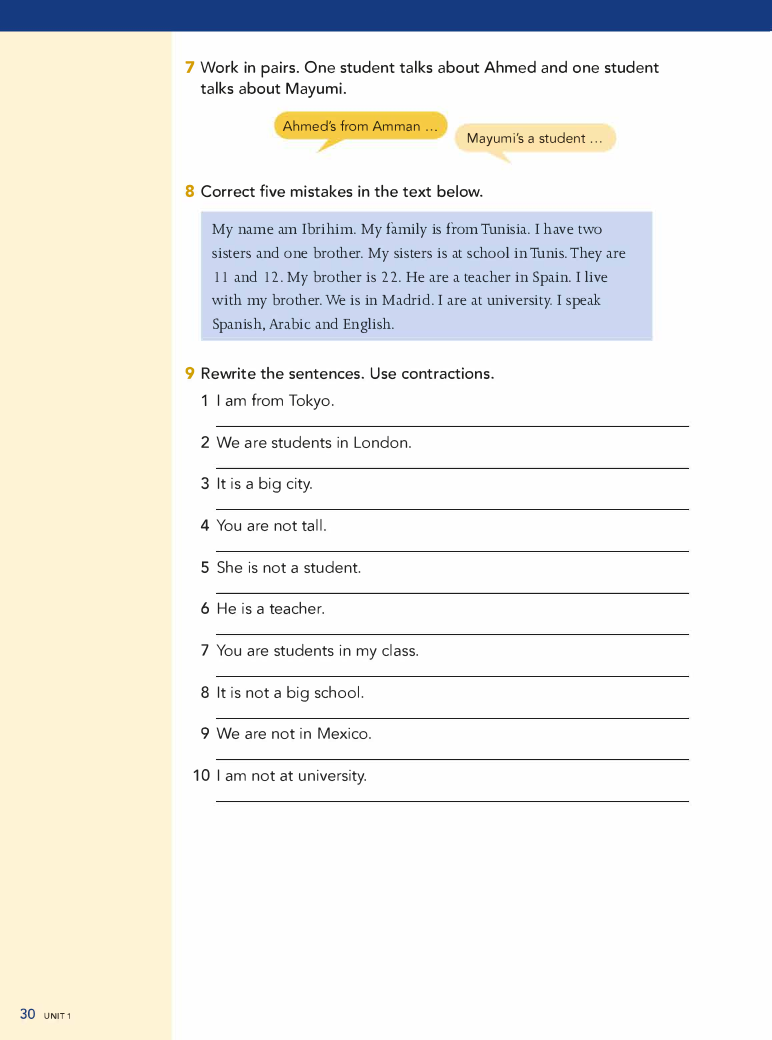 7 Work in pairs. One student talks about Ahmed and one student
talks about Mayumi.
Ahmed's from Amman …
Mayumi's a student …
8 Correct five mistakes in the text below.
My name am Ibrihim. My family is from Tunisia. I have two
sisters and one brother. My sisters is at school in Tunis. They are
11 and 12. My brother is 22. He are a teacher in Spain. I live
with my brother. We is in Madrid. I are at university. I speak
Spanish, Arabic and English.
9 Rewrite the sentences. Use contractions.
1 I am from Tokyo.
2 We are students in London.
3 It is a big city.
4 You are not tall.
5 She is not a student.
6 He is a teacher.
7 You are students in my class.
8 It is not a big school.
9 We are not in Mexico.
10 I am not at university.
30 UNIT 1